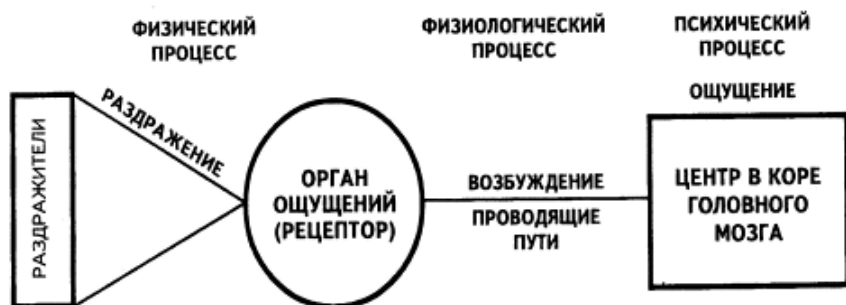 ФИЗИЧЕСКИЙ
ПРОЦЕСС
ФИЗИОЛОГИЧЕСКИЙ
ПРОЦЕСС
ПСИХИЧЕСКИЙ
ПРОЦЕСС
ОЩУЩЕНИЕ
РАЗДРАЖИТЕЛИ
РАЗДРАЖЕНИЕ
ОРГАН
ОЩУЩЕНИЙ
(РЕЦЕПТОР)
ВОЗБУЖДЕНИЕ
ПРОВОДЯЩИЕ
ПУТИ
ЦЕНТР В КОРЕ
ГОЛОВНОГО
МОЗГА